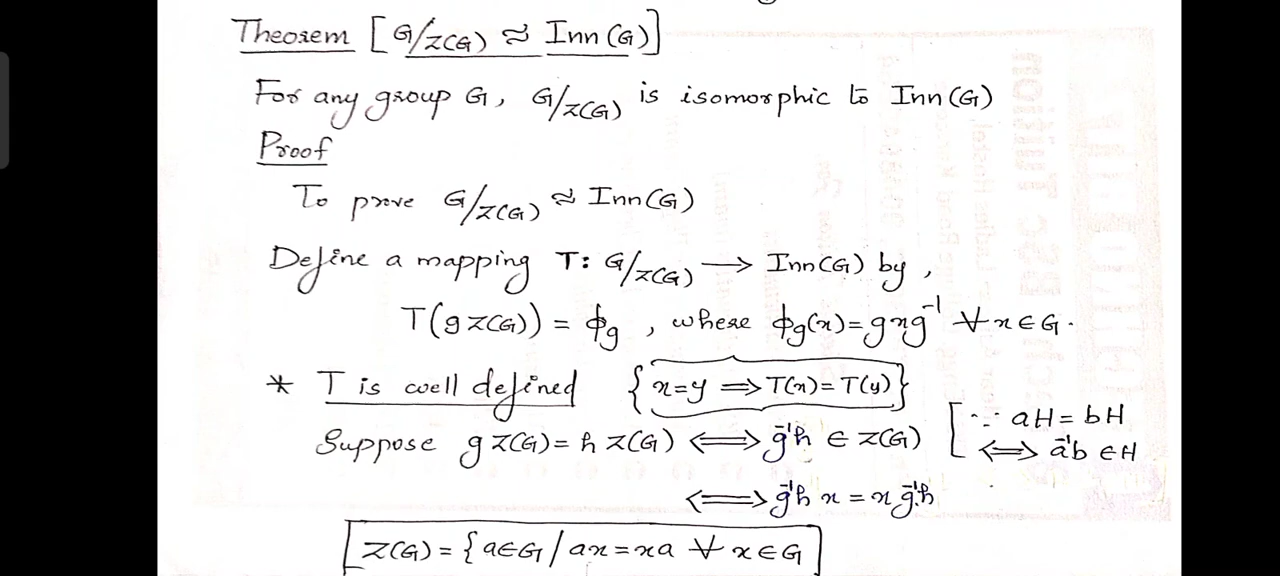 Theorem [G/Z(G) ≈ Inn(G)]
For any group G, G/Z(G) is isomorphic to Inn(G)
Proof
To prove G/Z(G) ≈ Inn(G)
Define a mapping T: G/Z(G) ⟶ Inn(G) by ,
T(gZ(G)) = ϕg , where ϕg(x)=gxg⁻¹ ∀ x∈G.
* T is well defined {x=y ⟹ T(x)=T(y)}
Suppose gZ(G) = hZ(G) ⟺ g⁻¹h ∈ Z(G) [∵ aH = bH
⟺ a⁻¹b ∈H
⟺ g⁻¹h x = x g⁻¹h
[Z(G) = {a∈G / ax=xa ∀ x∈G]